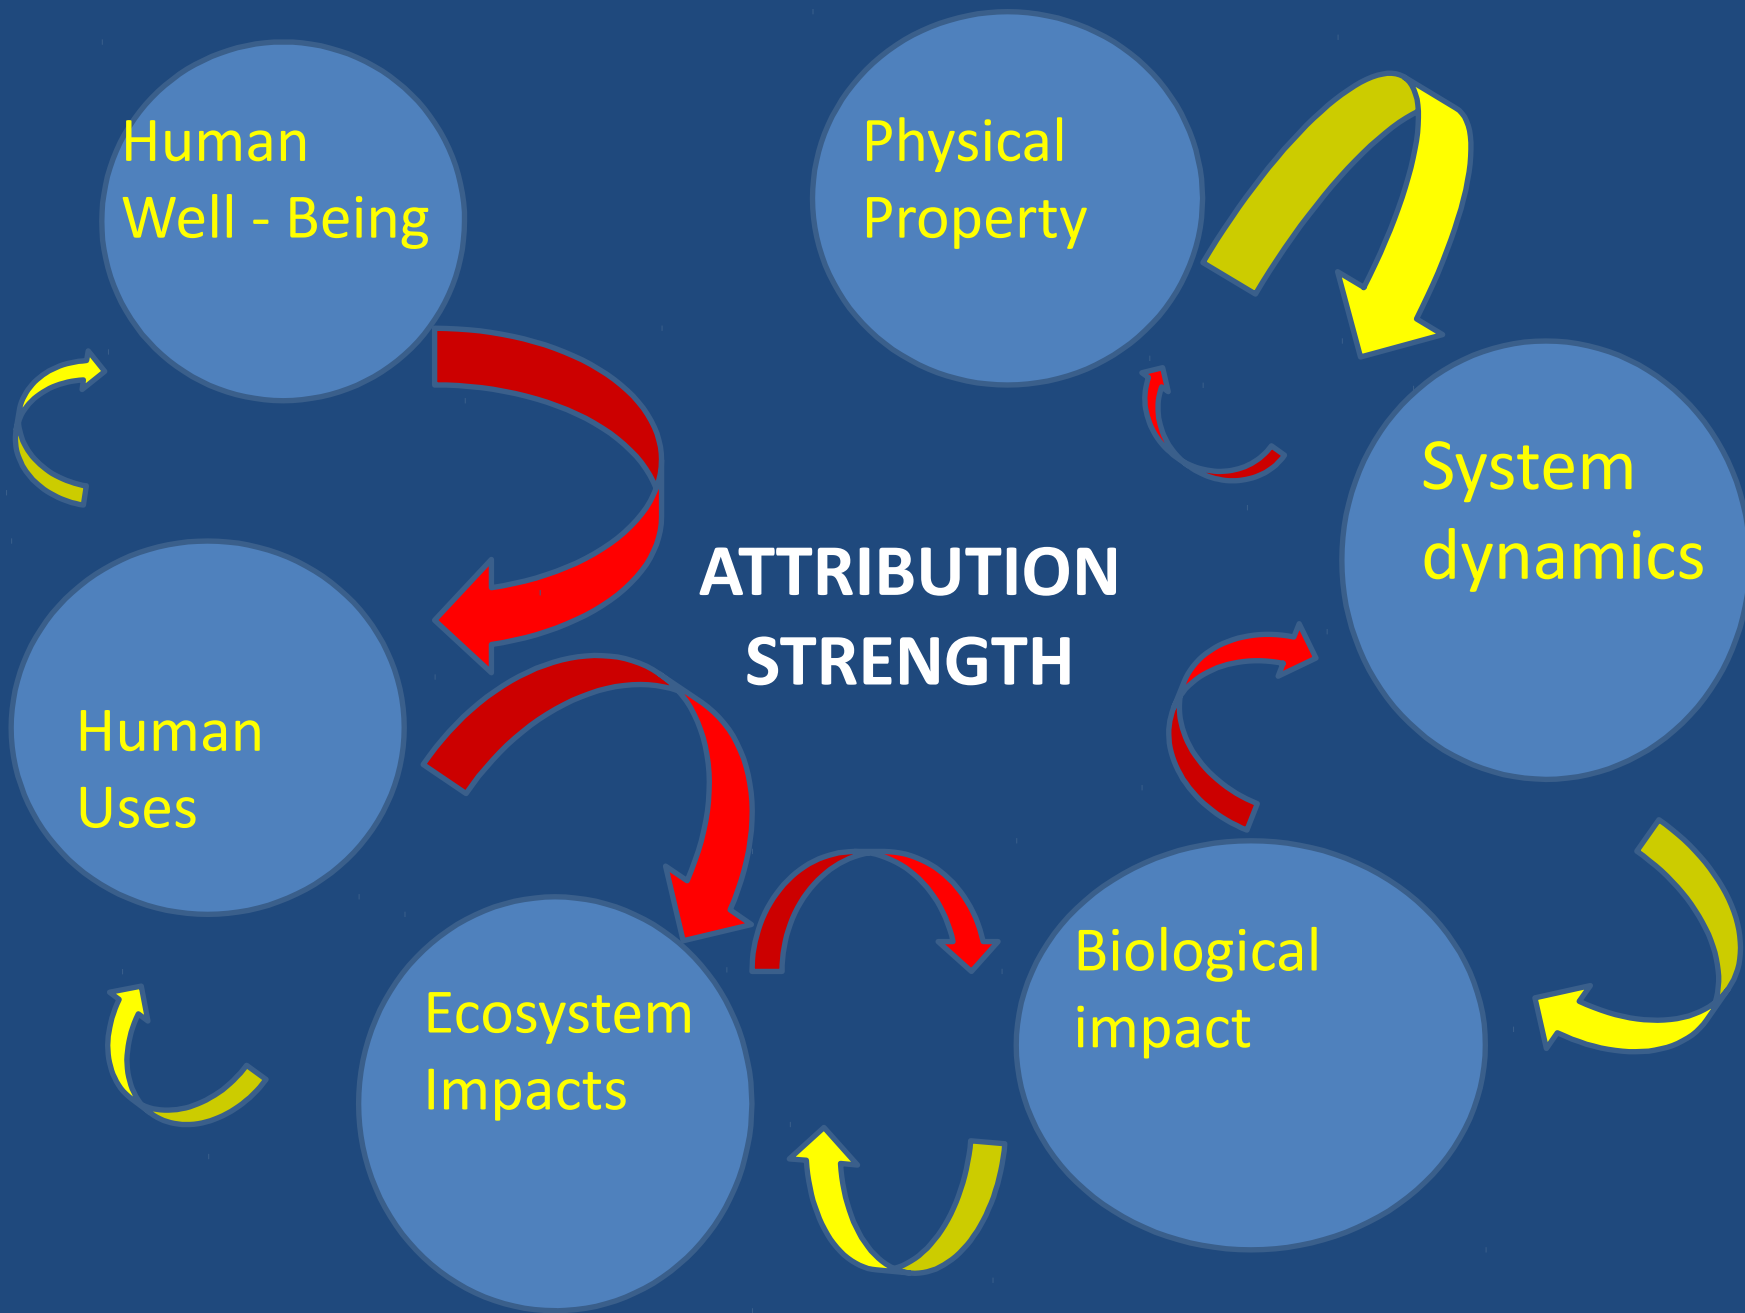 Human
Well - Being
Physical
Property
System
dynamics
ATTRIBUTION
STRENGTH
Human
Uses
Ecosystem
Impacts
Biological
impact